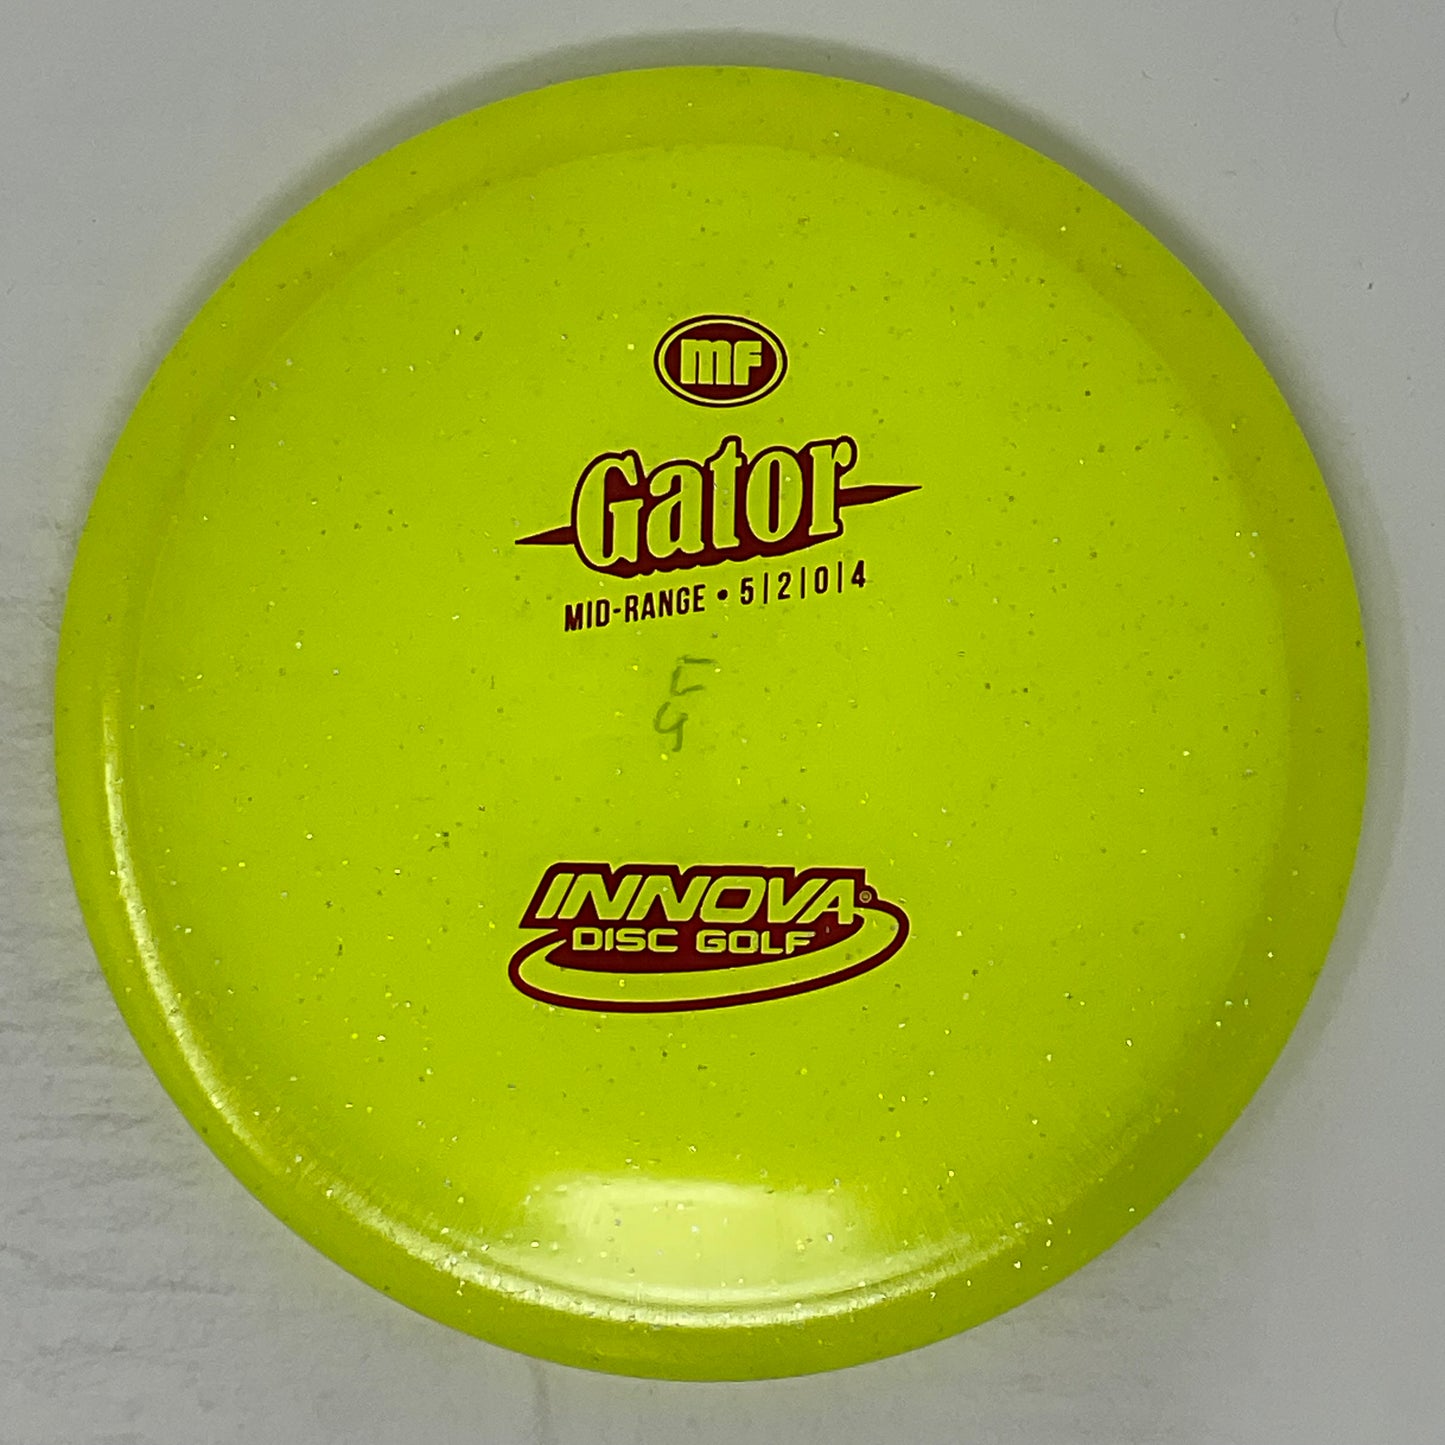 MF
Gator
MID-RANGE • 5|2|0|4
INNOVA®
DISC GOLF